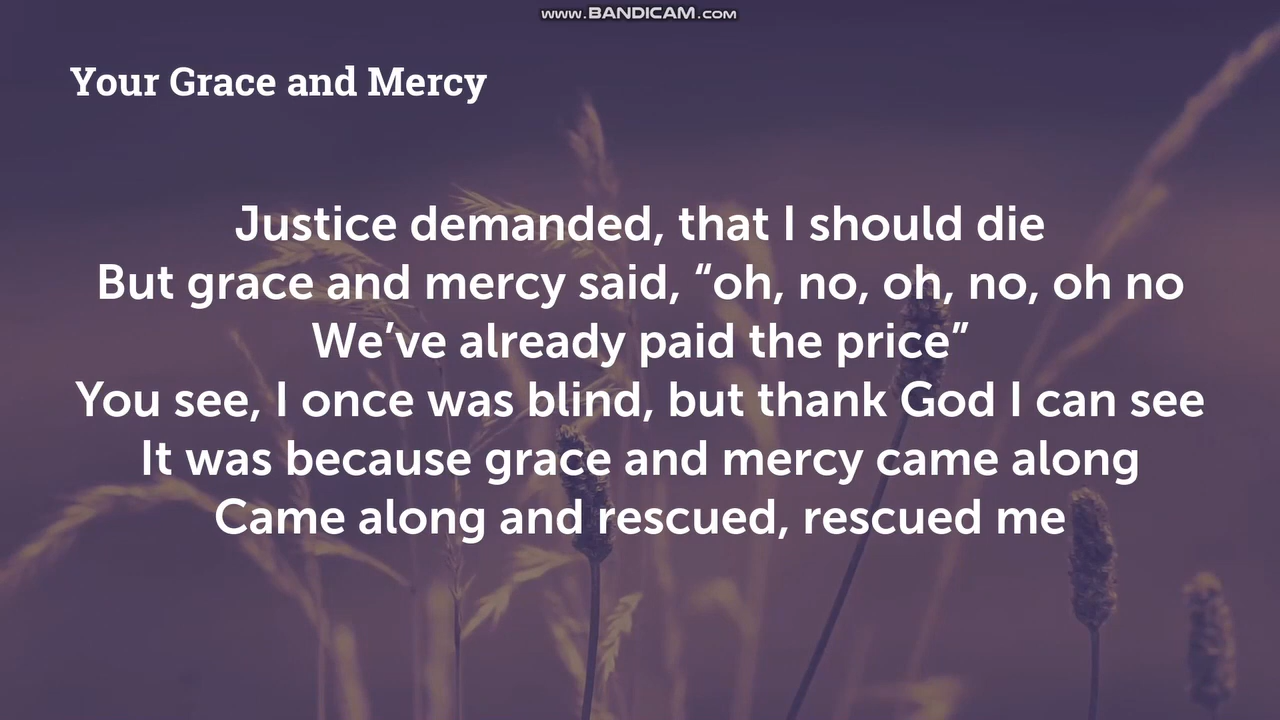 www.BANDICAM.com
Your Grace and Mercy
Justice demanded, that I should die
But grace and mercy said, “oh, no, oh, no, oh no
We’ve already paid the price”
You see, I once was blind, but thank God I can see
It was because grace and mercy came along
Came along and rescued, rescued me